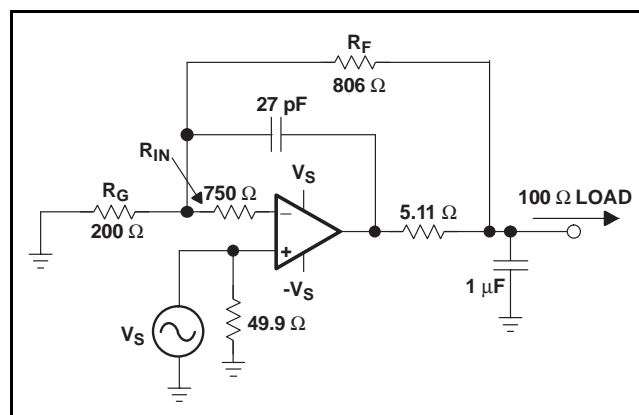 R_F
806 Ω
27 pF
R_IN
R_G
200 Ω
750 Ω
V_S
−
+
-V_S
5.11 Ω
100 Ω LOAD
1 µF
V_S
49.9 Ω